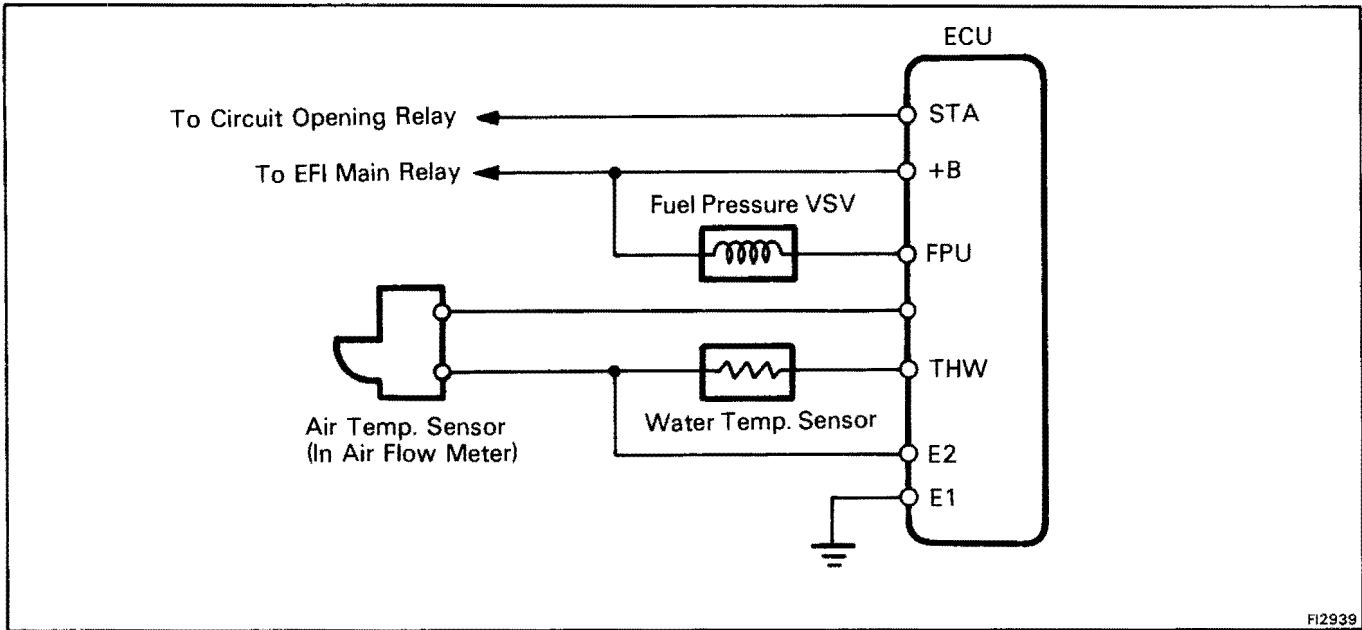 ECU
To Circuit Opening Relay
STA
To EFI Main Relay
+B
Fuel Pressure VSV
FPU
THW
Air Temp. Sensor
(In Air Flow Meter)
Water Temp. Sensor
E2
E1
FI2939